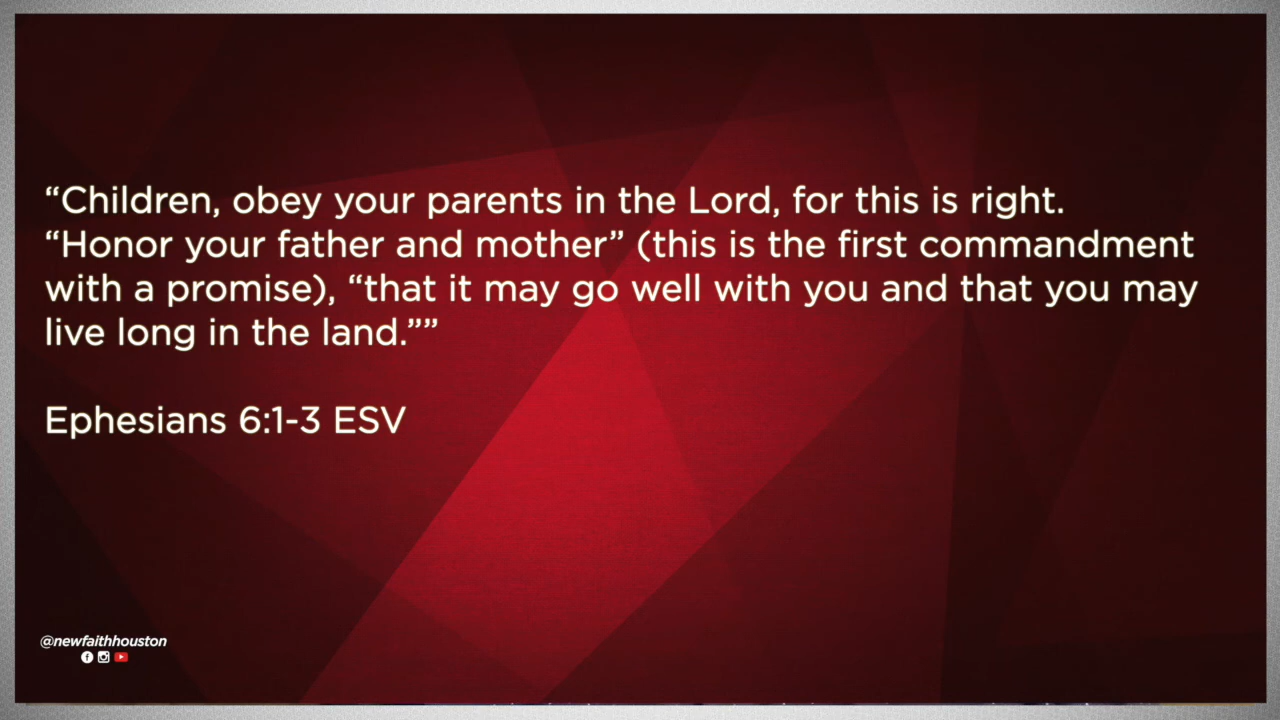 “Children, obey your parents in the Lord, for this is right.
“Honor your father and mother” (this is the first commandment
with a promise), “that it may go well with you and that you may
live long in the land.””
Ephesians 6:1-3 ESV
@newfaithhouston